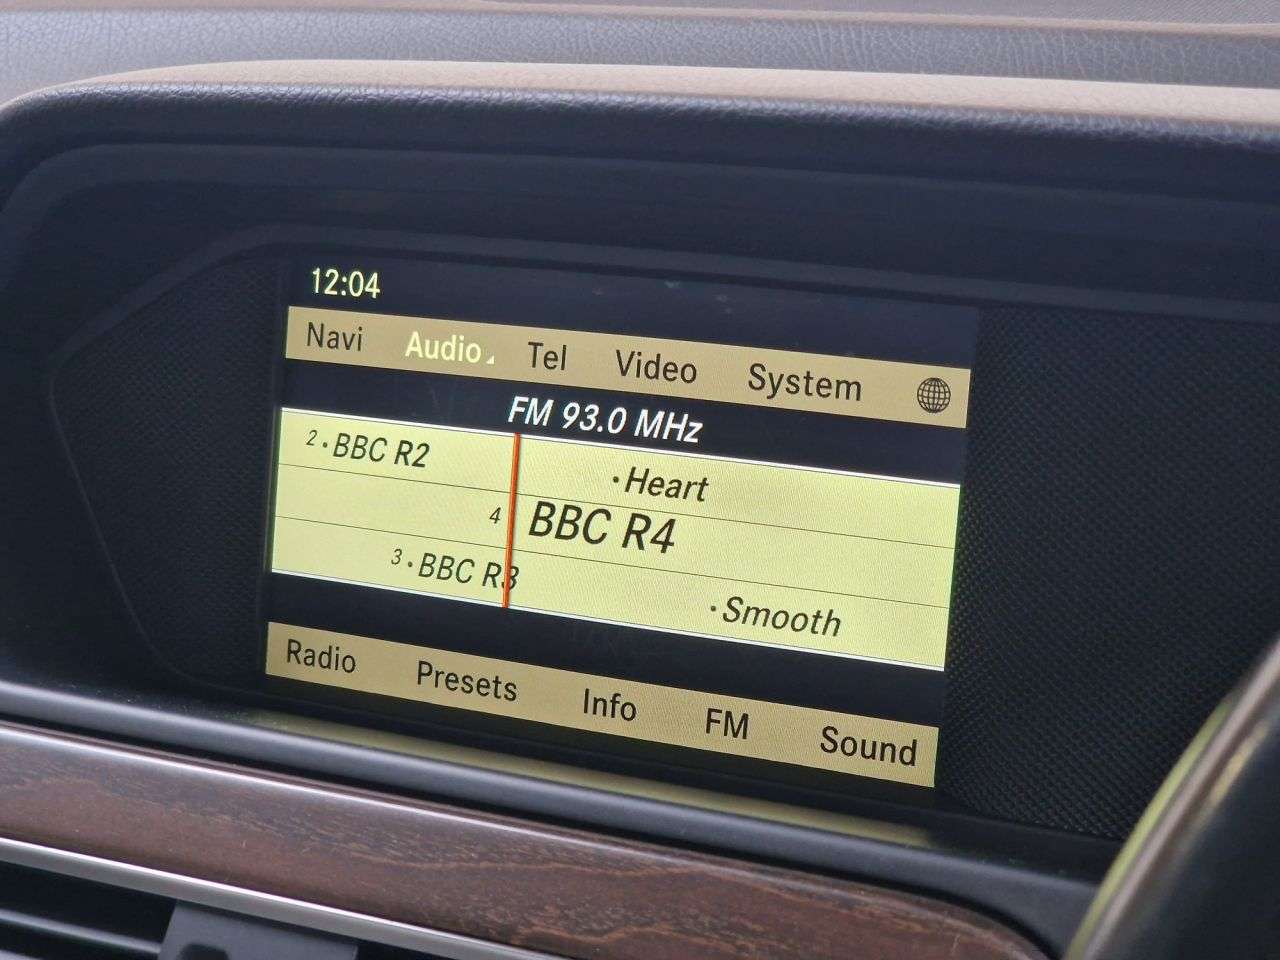 12:04
Navi Audio Tel Video System
FM 93.0 MHz
2 • BBC R2 • Heart
4 BBC R4
3 • BBC R3 • Smooth
Radio Presets Info FM Sound